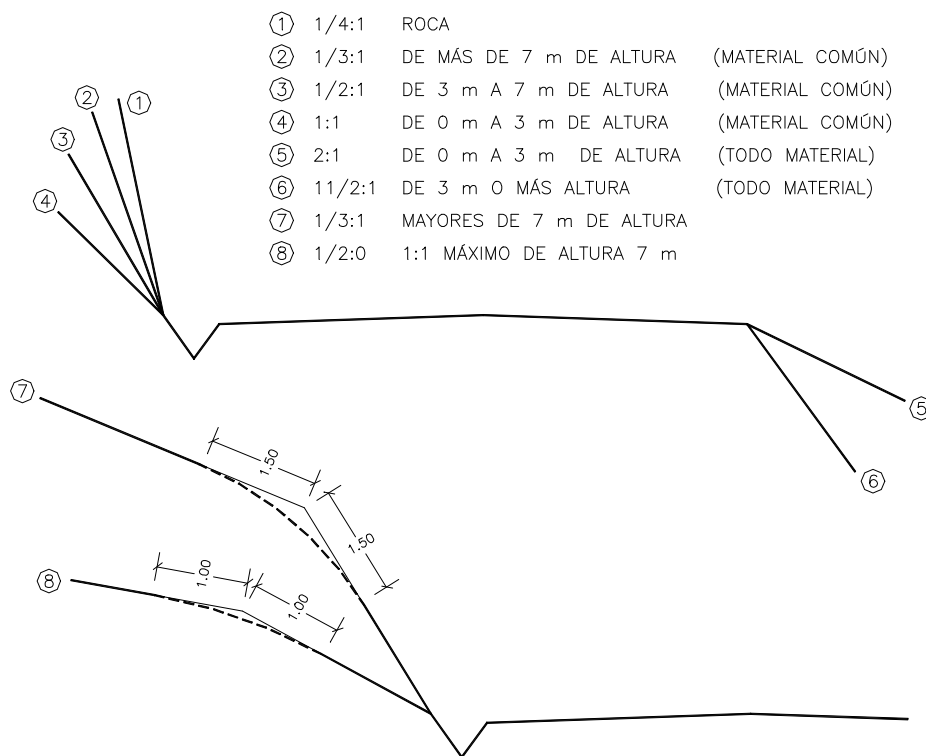 1 1/4:1 ROCA
2 1/3:1 DE MÁS DE 7 m DE ALTURA (MATERIAL COMÚN)
3 1/2:1 DE 3 m A 7 m DE ALTURA (MATERIAL COMÚN)
4 1:1 DE 0 m A 3 m DE ALTURA (MATERIAL COMÚN)
5 2:1 DE 0 m A 3 m DE ALTURA (TODO MATERIAL)
6 11/2:1 DE 3 m O MÁS ALTURA (TODO MATERIAL)
7 1/3:1 MAYORES DE 7 m DE ALTURA
8 1/2:0 1:1 MÁXIMO DE ALTURA 7 m
2 1
3
4
7
5
1.50
6
1.50
8
1.00
1.00